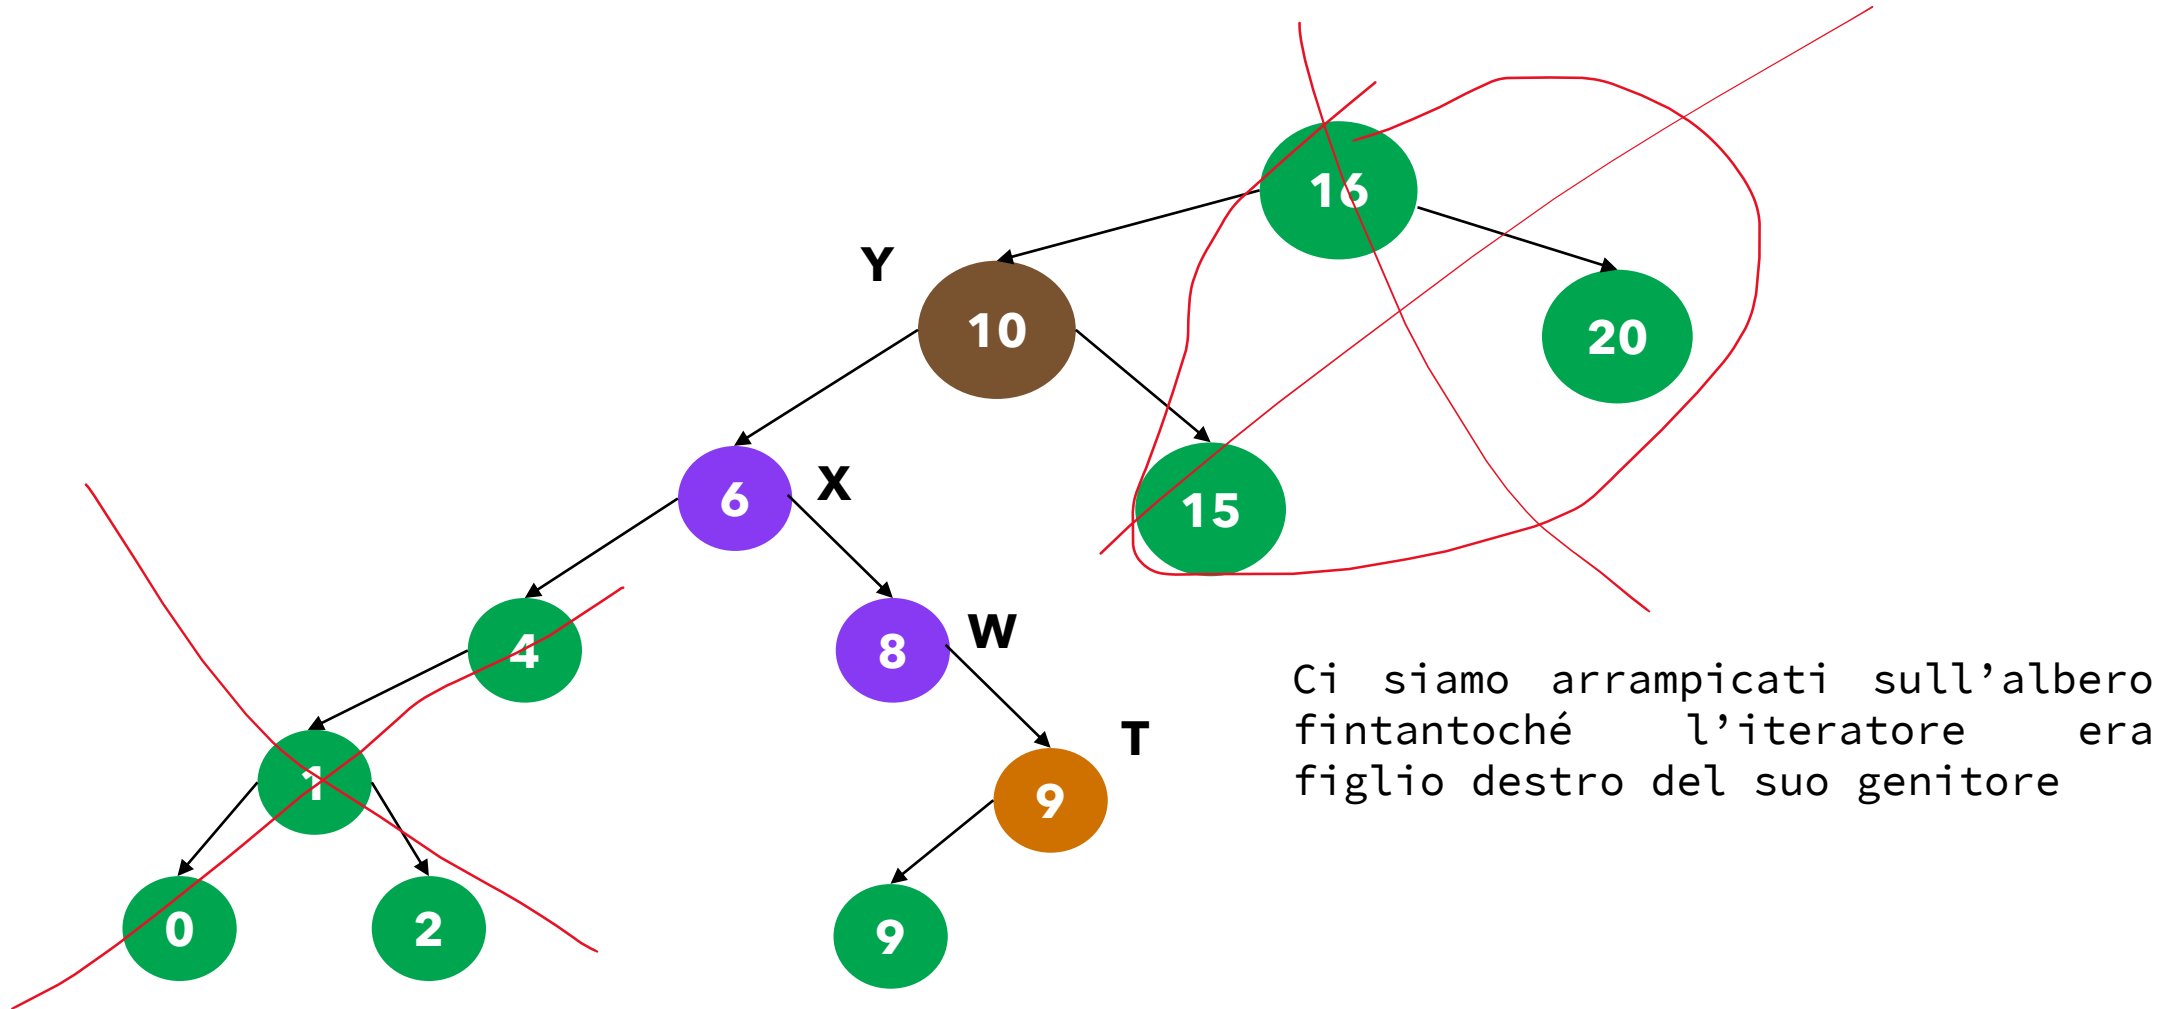 16
Y
10
20
6
X
15
4
8
W
T
1
9
0
2
9
Ci siamo arrampicati sull’albero
fintantoché l’iteratore era
figlio destro del suo genitore